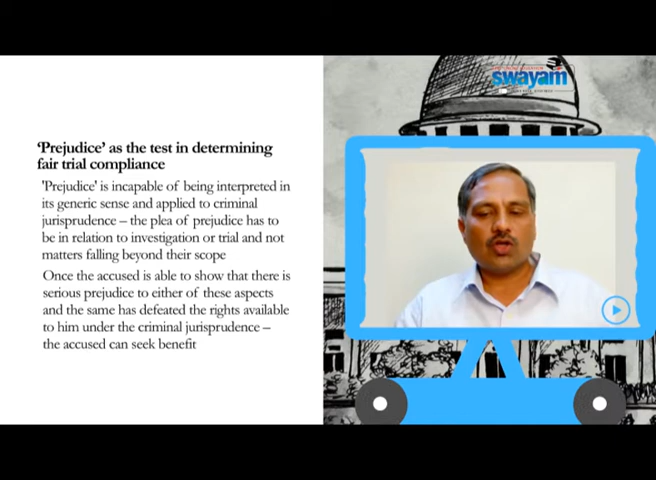 ‘Prejudice’ as the test in determining
fair trial compliance
'Prejudice' is incapable of being interpreted in
its generic sense and applied to criminal
jurisprudence – the plea of prejudice has to
be in relation to investigation or trial and not
matters falling beyond their scope
Once the accused is able to show that there is
serious prejudice to either of these aspects
and the same has defeated the rights available
to him under the criminal jurisprudence –
the accused can seek benefit
swayam